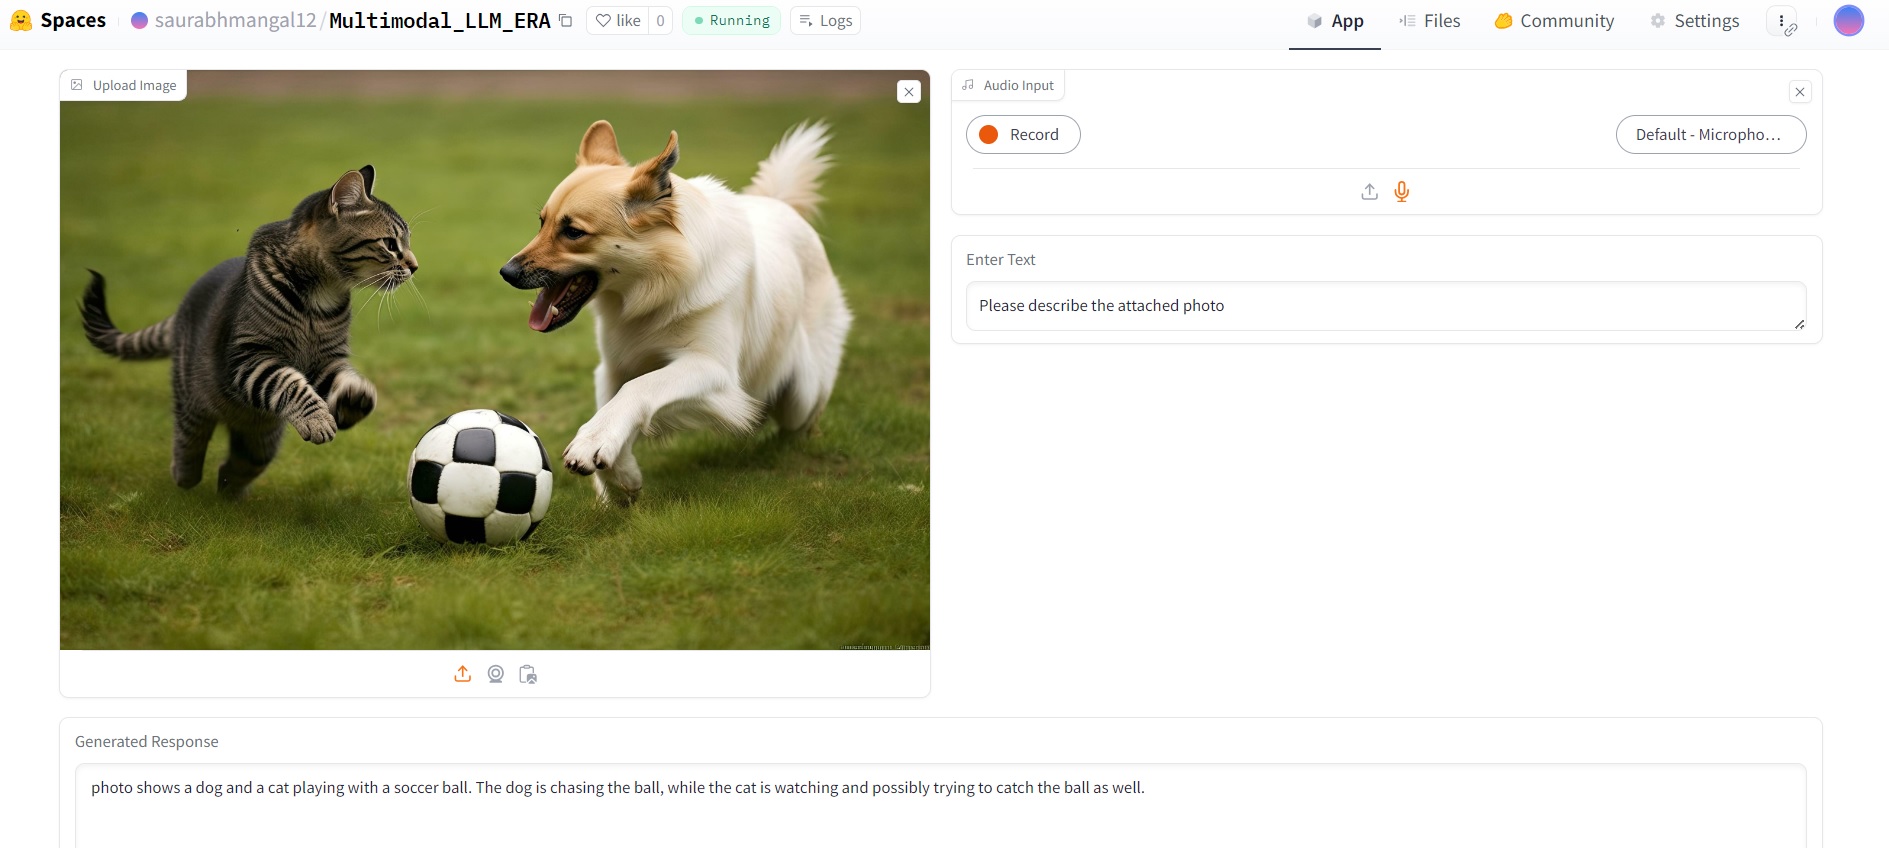 Spaces saurabhmangal12/Multimodal_LLM_ERA like 0 Running Logs App Files Community Settings
Upload Image
Audio Input
Record Default - Micropho...
Enter Text
Please describe the attached photo
Generated Response
photo shows a dog and a cat playing with a soccer ball. The dog is chasing the ball, while the cat is watching and possibly trying to catch the ball as well.